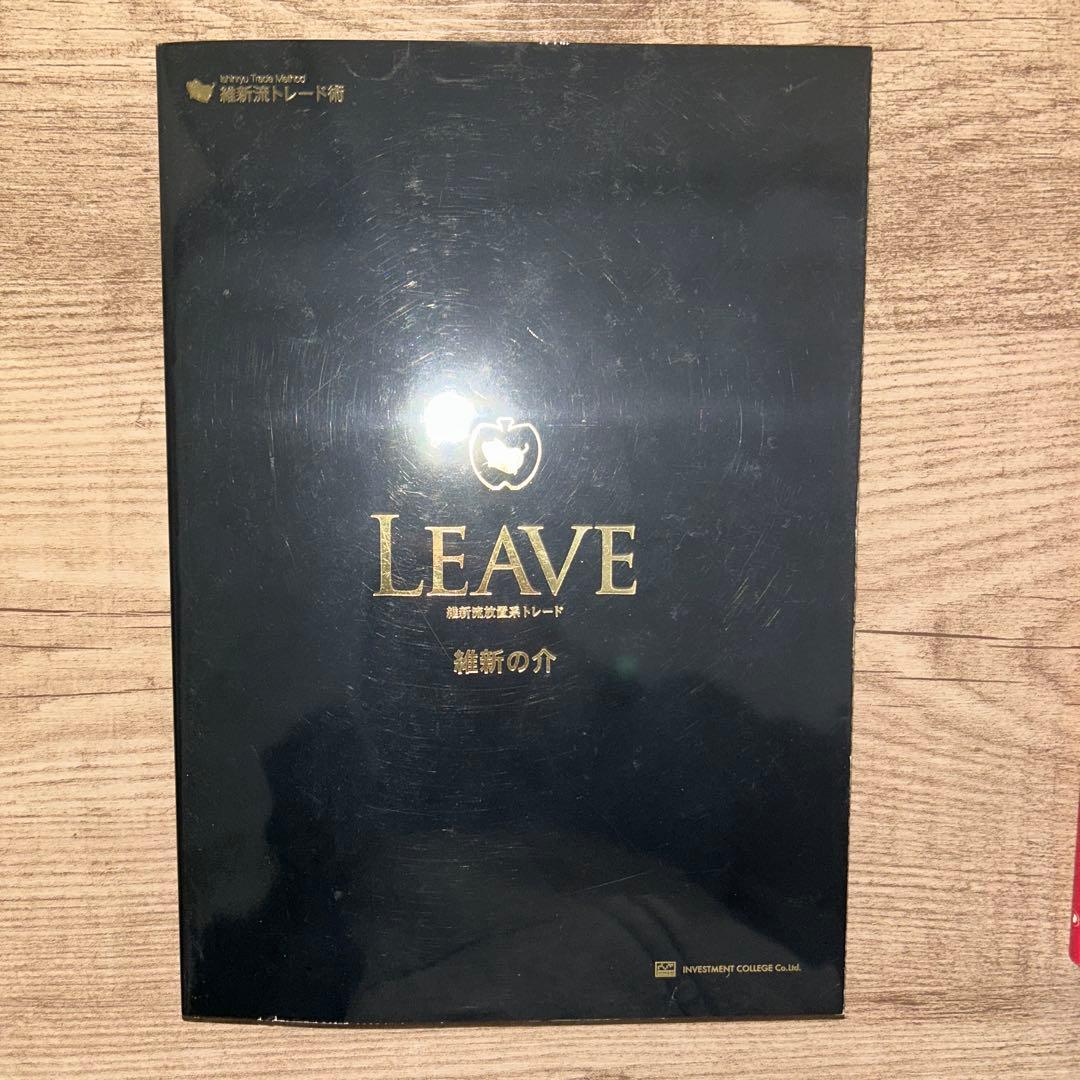 Ishinryu Trade Method
維新流トレード術
LEAVE
維新流放置系トレード
維新の介
INVESTMENT COLLEGE Co.Ltd.